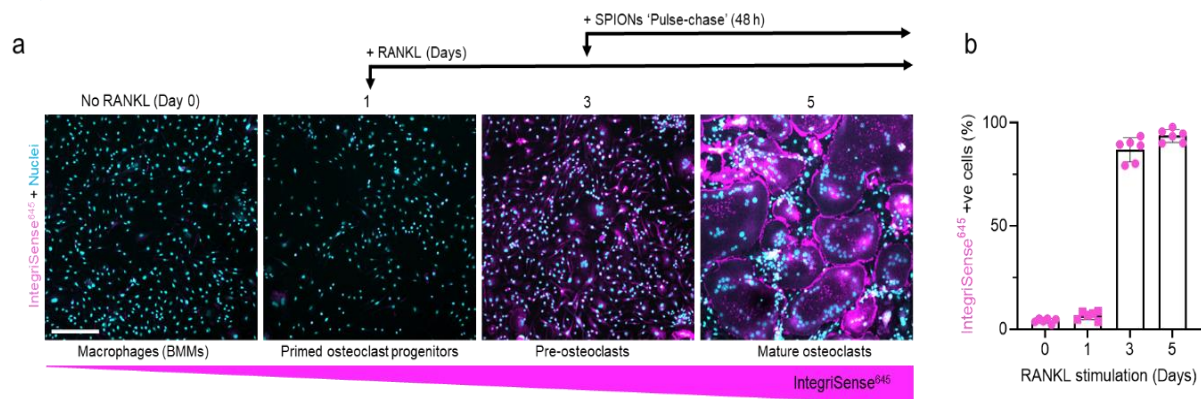 a
+ SPIONs ‘Pulse-chase’ (48 h)
+ RANKL (Days)
No RANKL (Day 0)
1
3
5
IntegriSense⁶⁴⁵ + Nuclei
Macrophages (BMMs)
Primed osteoclast progenitors
Pre-osteoclasts
Mature osteoclasts
IntegriSense⁶⁴⁵
b
IntegriSense⁶⁴⁵ +ve cells (%)
100
50
0
0 1 3 5
RANKL stimulation (Days)